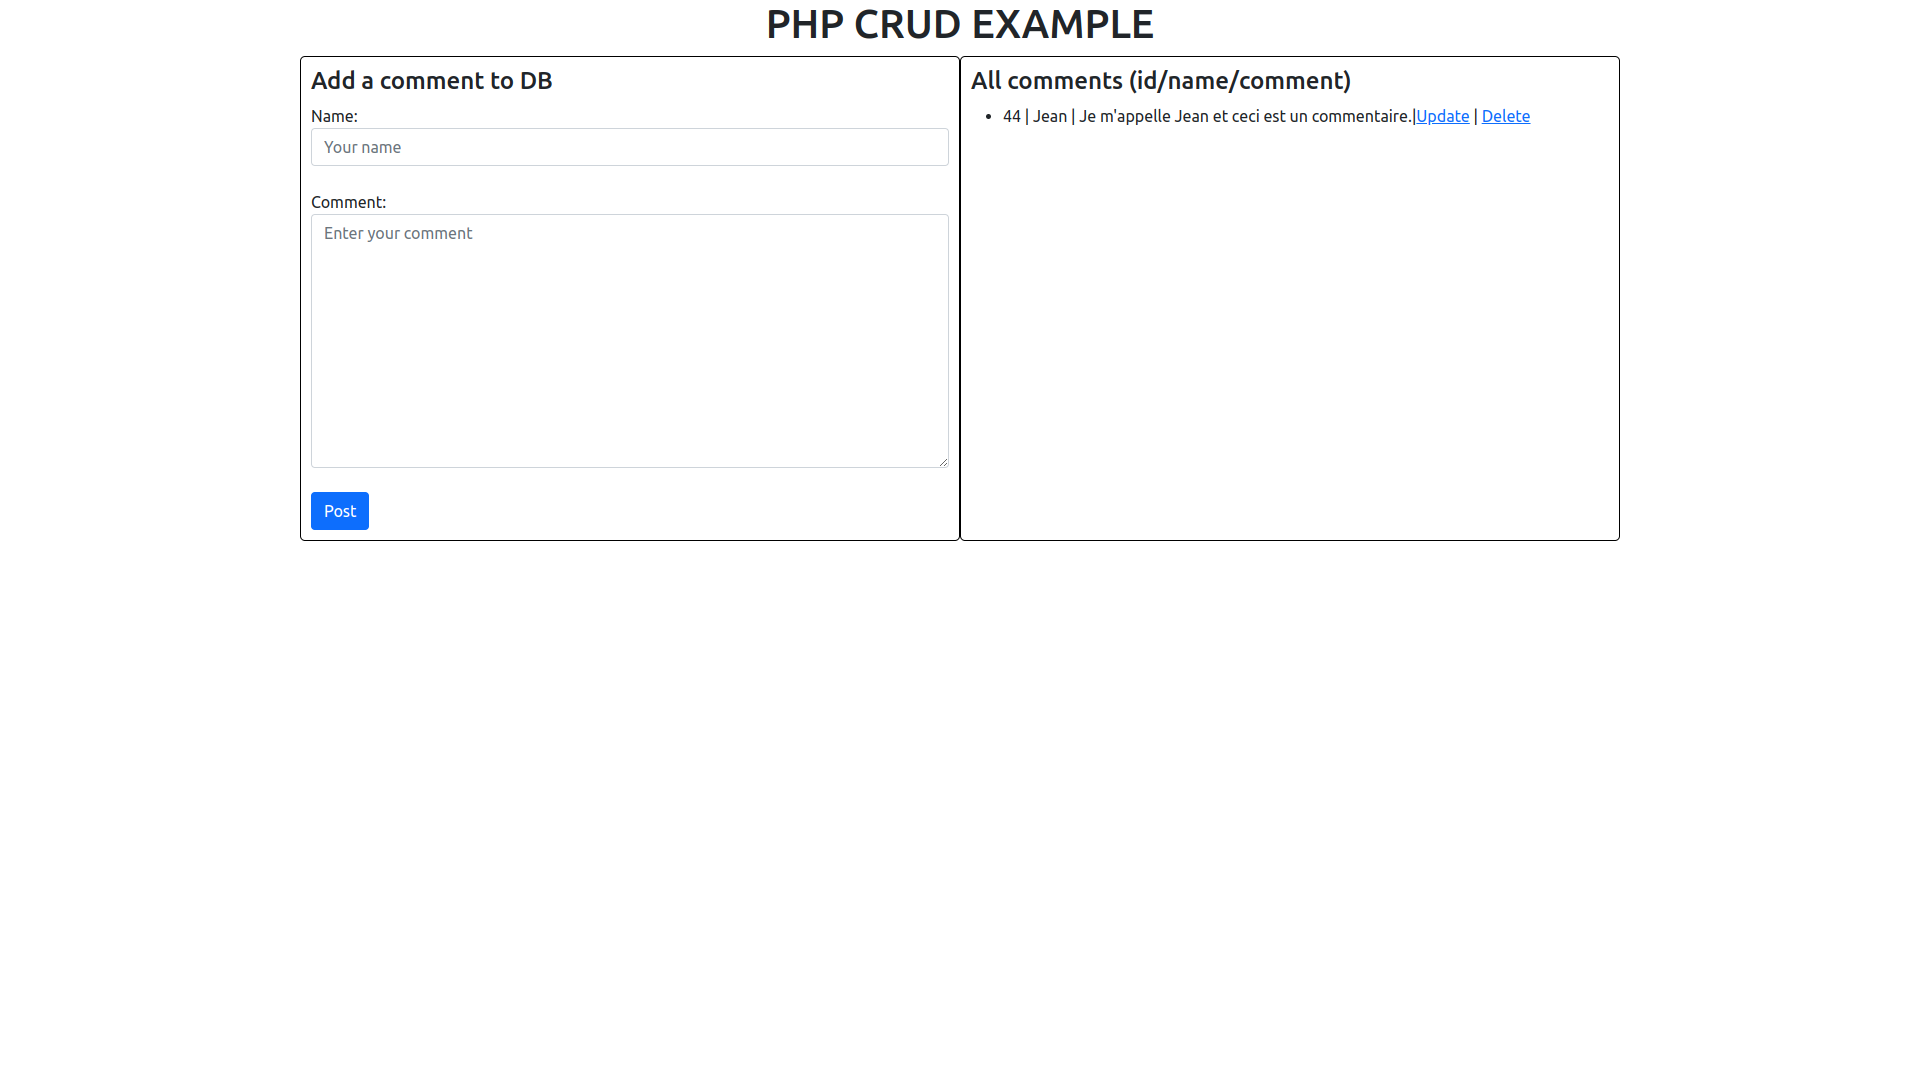 PHP CRUD EXAMPLE
Add a comment to DB
Name:
Your name
Comment:
Enter your comment
Post
All comments (id/name/comment)
44 | Jean | Je m'appelle Jean et ceci est un commentaire.|Update | Delete